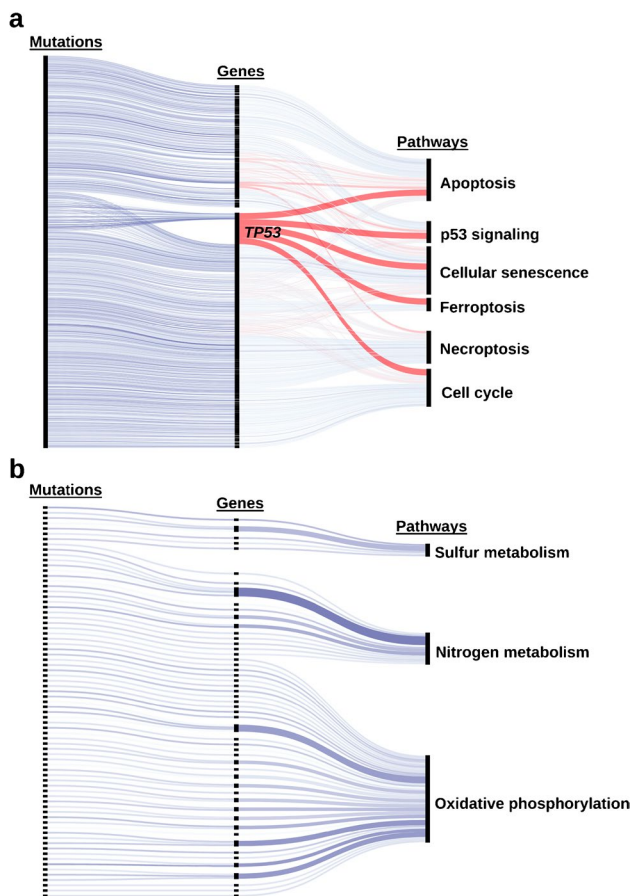 a
Mutations
Genes
Pathways
Apoptosis
TP53
p53 signaling
Cellular senescence
Ferroptosis
Necroptosis
Cell cycle
b
Mutations
Genes
Pathways
Sulfur metabolism
Nitrogen metabolism
Oxidative phosphorylation